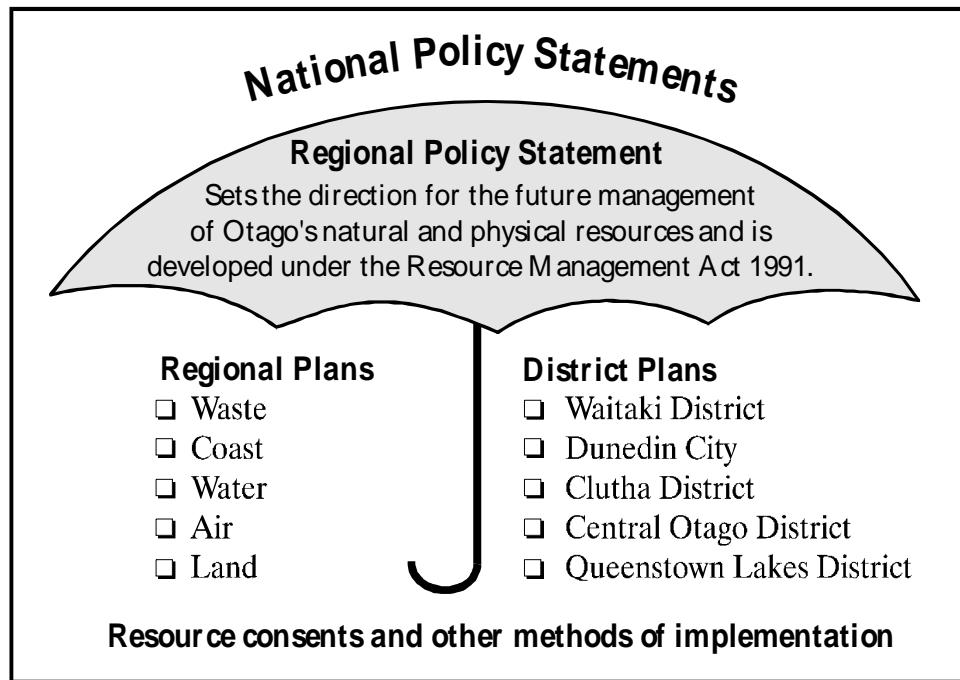 National Policy Statements
Regional Policy Statement
Sets the direction for the future management
of Otago's natural and physical resources and is
developed under the Resource Management Act 1991.
Regional Plans
❏ Waste
❏ Coast
❏ Water
❏ Air
❏ Land
District Plans
❏ Waitaki District
❏ Dunedin City
❏ Clutha District
❏ Central Otago District
❏ Queenstown Lakes District
Resource consents and other methods of implementation